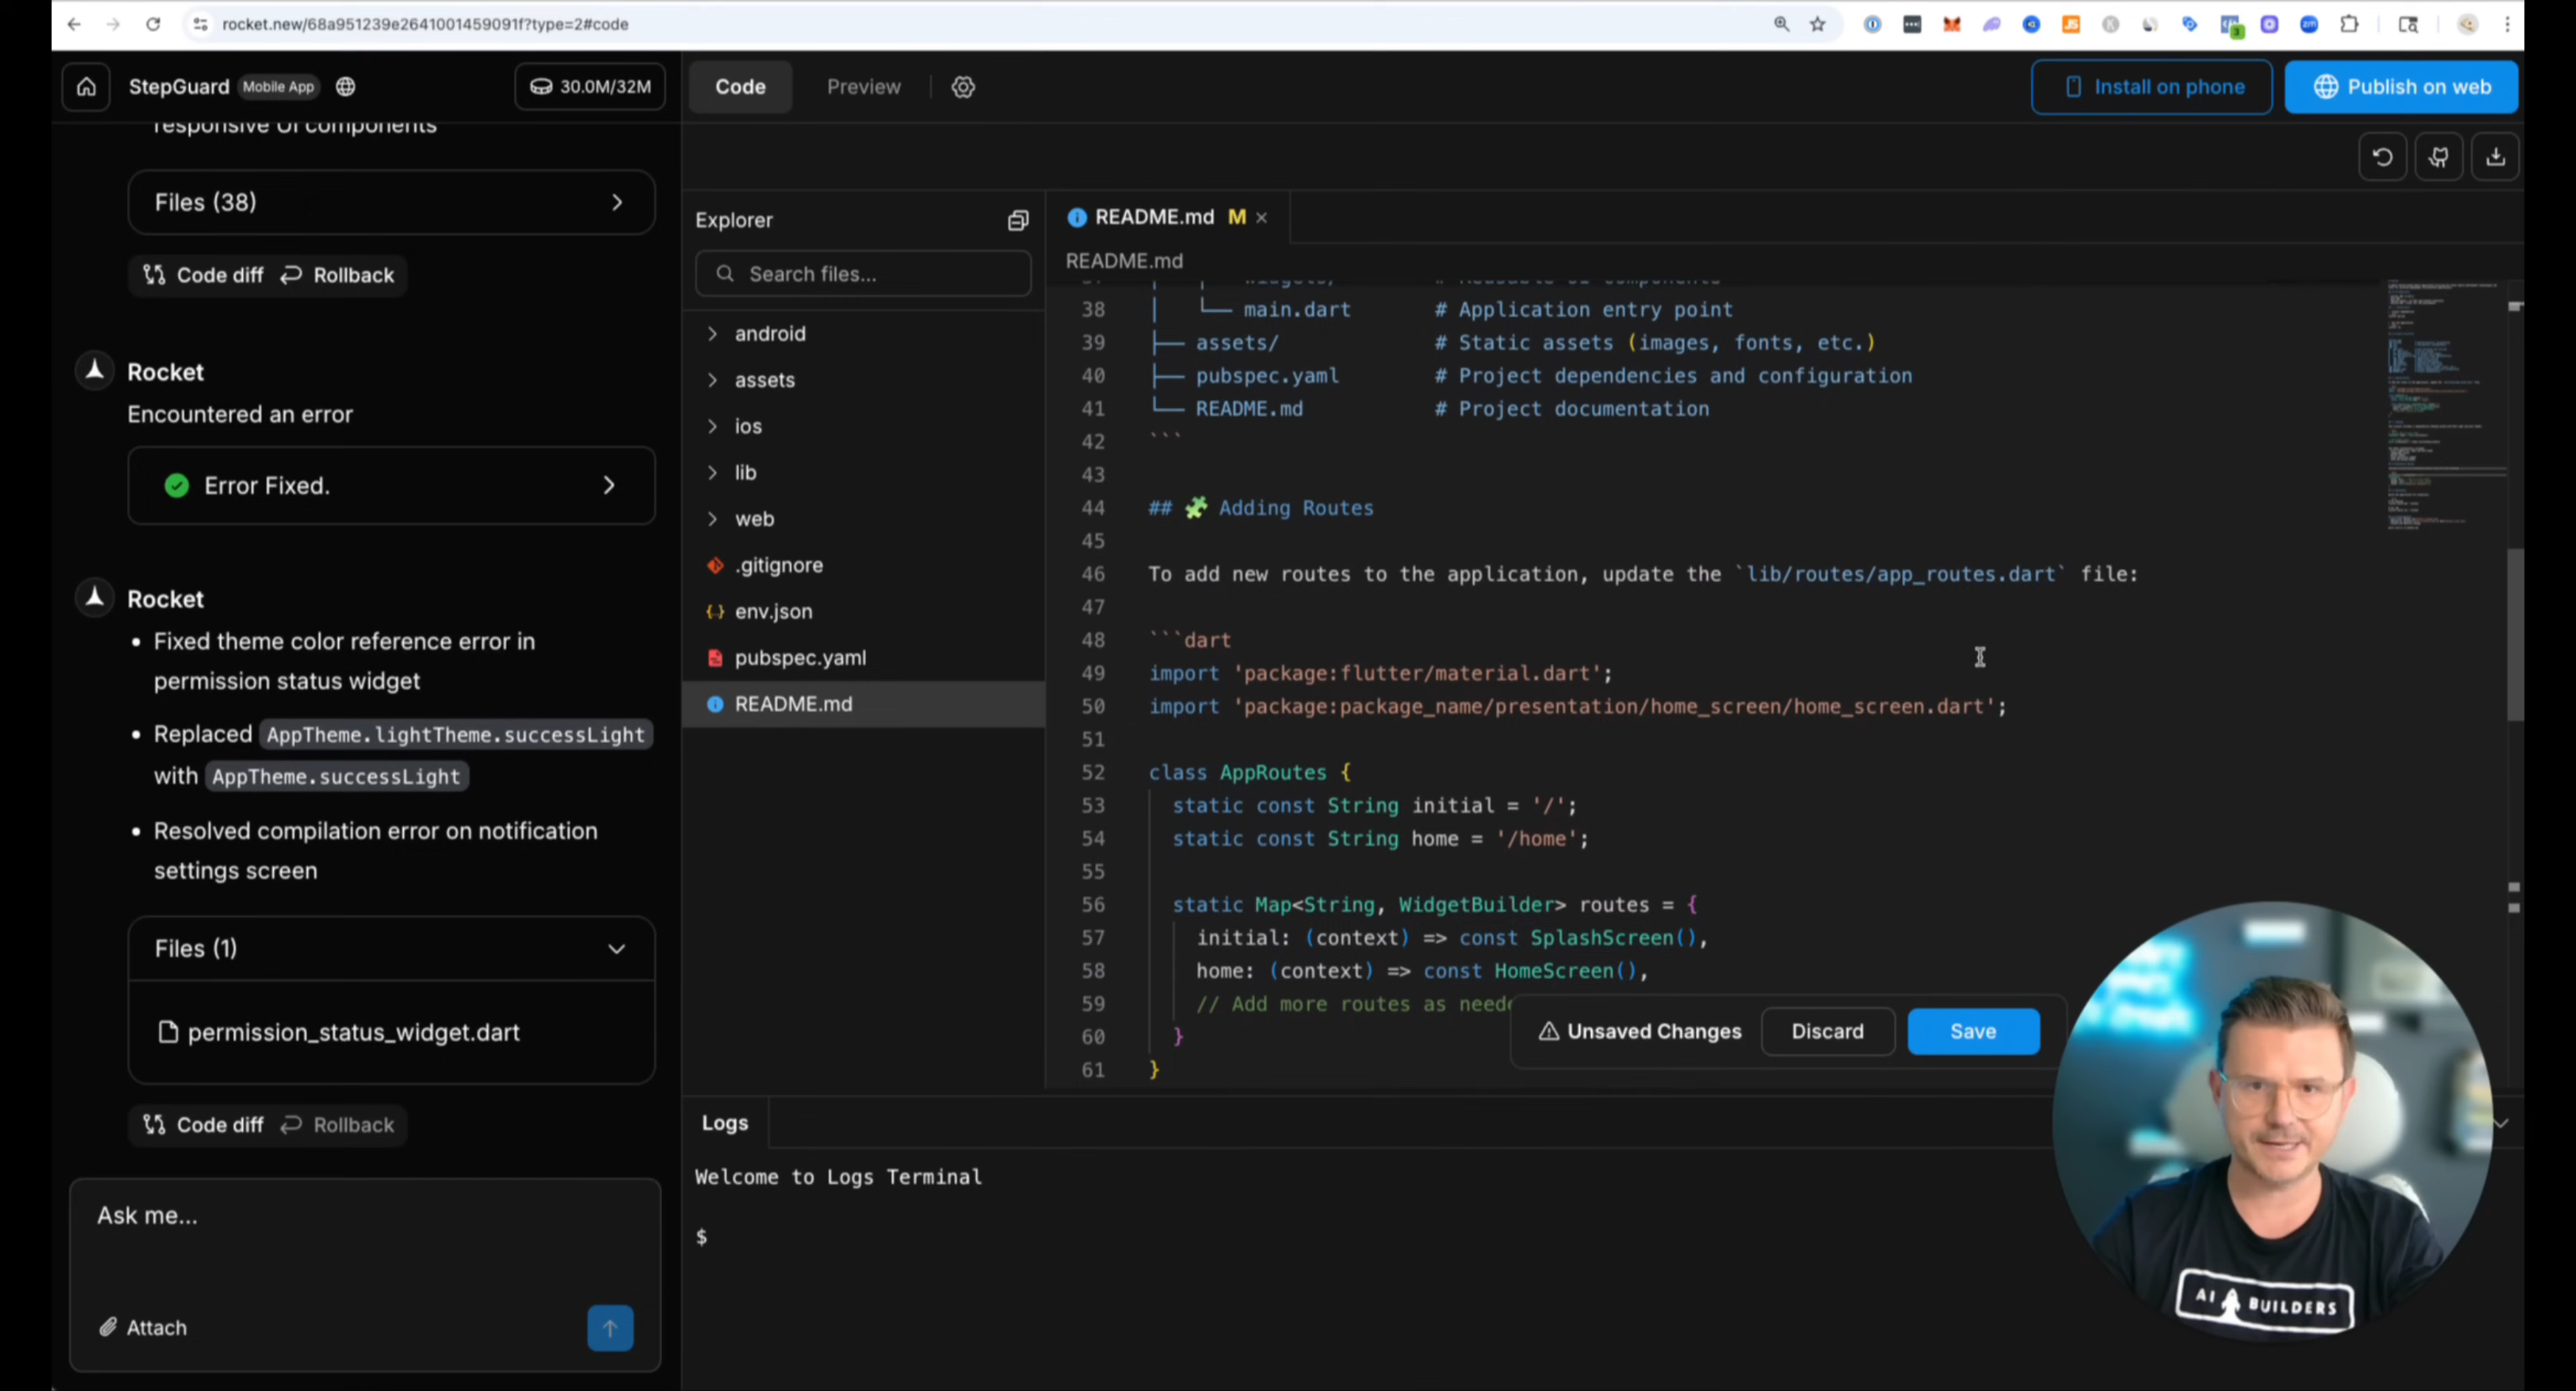 rocket.new/68a951239e2641001459091f?type=2#code
StepGuard Mobile App
30.0M/32M
Code
Preview
Install on phone
Publish on web
responsive UI components
Files (38)
Code diff Rollback
Rocket
Encountered an error
Error Fixed.
Rocket
• Fixed theme color reference error in
permission status widget
• Replaced AppTheme.lightTheme.successLight
with AppTheme.successLight
• Resolved compilation error on notification
settings screen
Files (1)
permission_status_widget.dart
Code diff Rollback
Ask me...
Attach
Explorer
Search files...
android
assets
ios
lib
web
.gitignore
env.json
pubspec.yaml
README.md
README.md M
README.md
37 │ │ widgets/ # Reusable UI components
38 │ └── main.dart # Application entry point
39 ├── assets/ # Static assets (images, fonts, etc.)
40 ├── pubspec.yaml # Project dependencies and configuration
41 └── README.md # Project documentation
42 ```
43
44 ## 🧩 Adding Routes
45
46 To add new routes to the application, update the `lib/routes/app_routes.dart` file:
47
48 ```dart
49 import 'package:flutter/material.dart';
50 import 'package:package_name/presentation/home_screen/home_screen.dart';
51
52 class AppRoutes {
53 static const String initial = '/';
54 static const String home = '/home';
55
56 static Map<String, WidgetBuilder> routes = {
57 initial: (context) => const SplashScreen(),
58 home: (context) => const HomeScreen(),
59 // Add more routes as neede
60 }
61 }
Unsaved Changes Discard Save
Logs
Welcome to Logs Terminal
$
AI BUILDERS